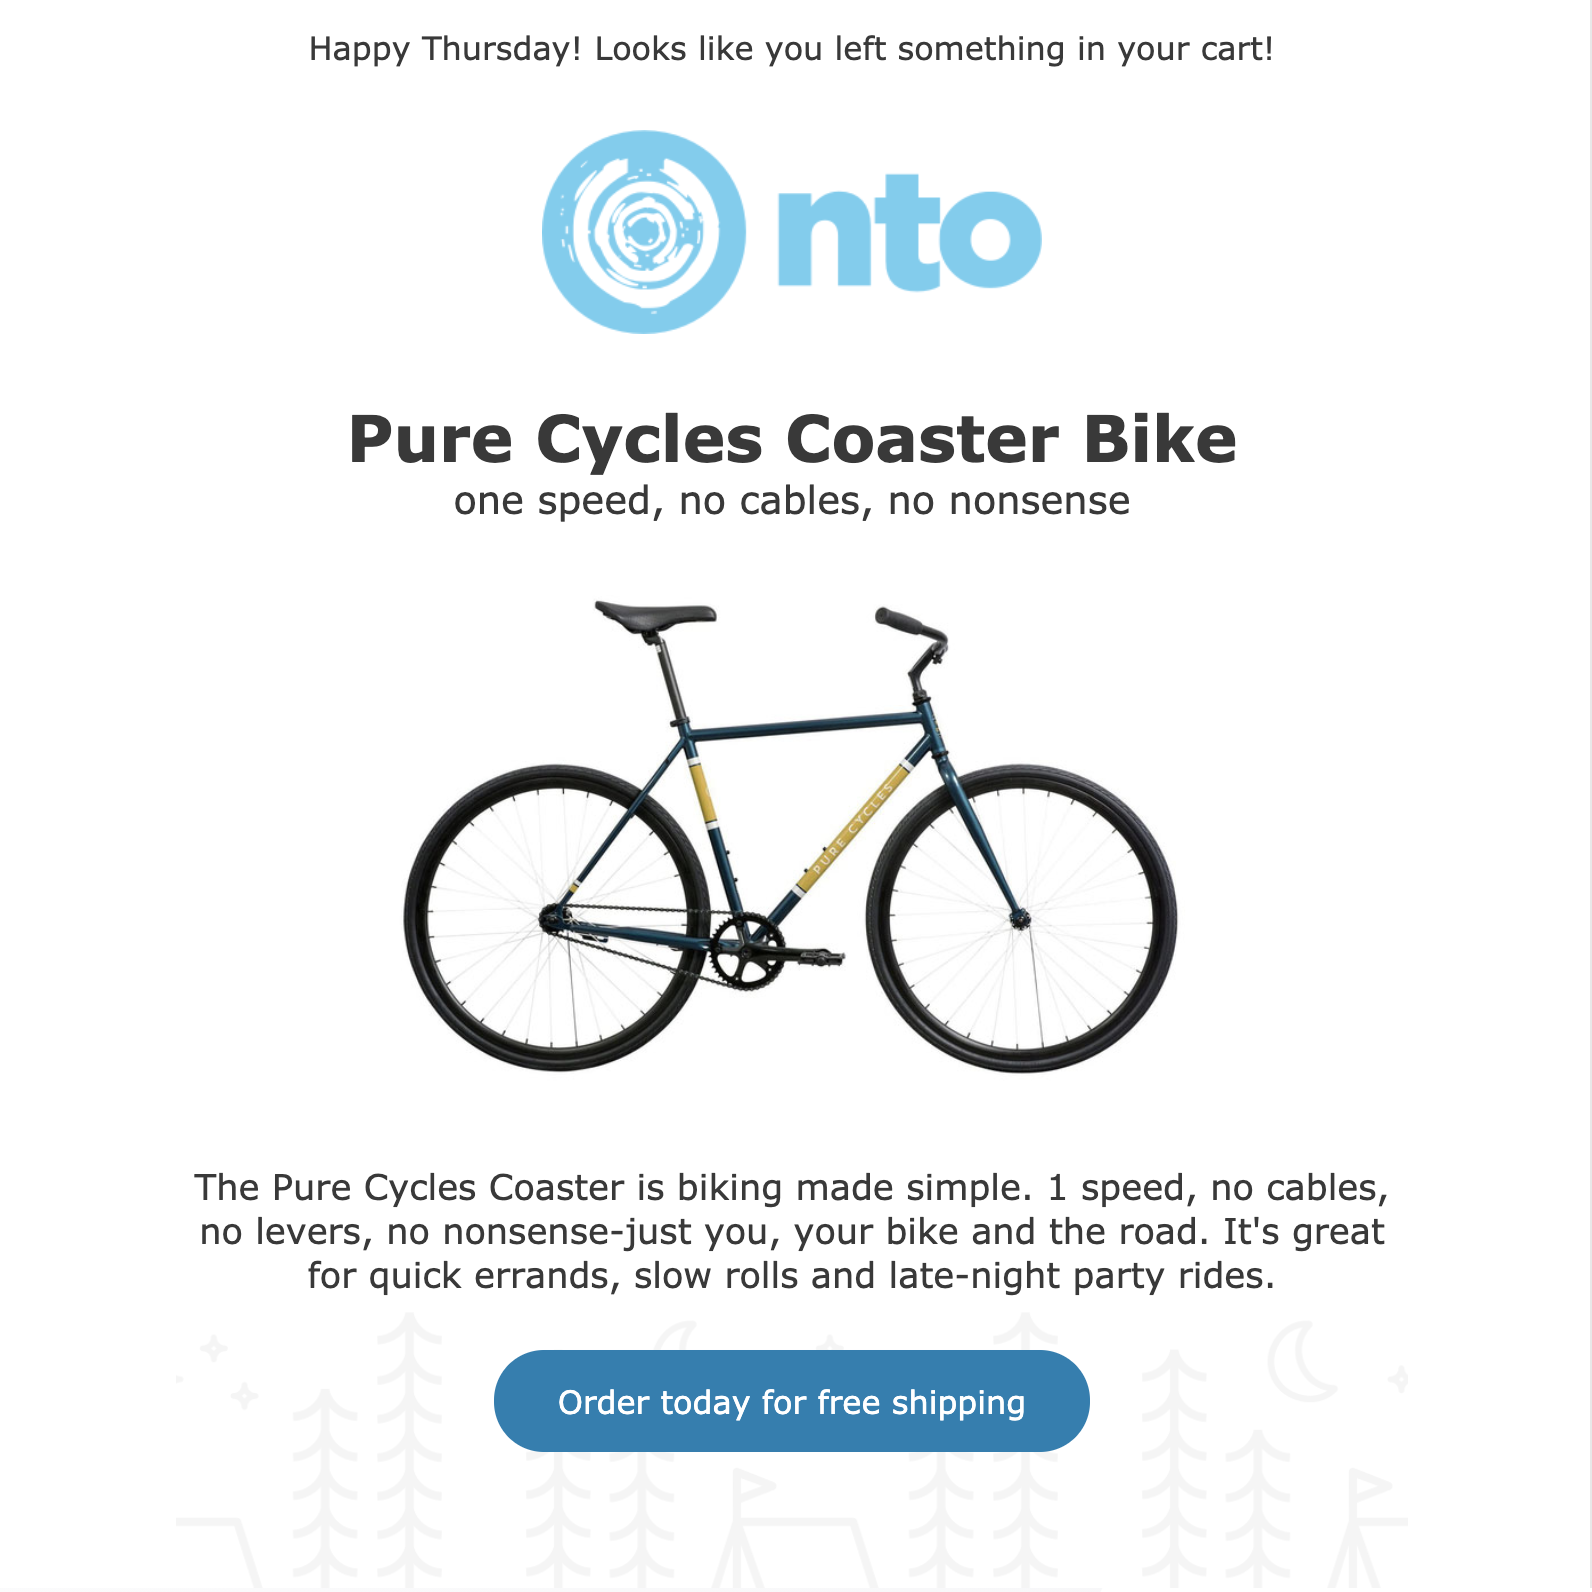 Happy Thursday! Looks like you left something in your cart!
nto
Pure Cycles Coaster Bike
one speed, no cables, no nonsense
PURE CYCLES
The Pure Cycles Coaster is biking made simple. 1 speed, no cables,
no levers, no nonsense-just you, your bike and the road. It's great
for quick errands, slow rolls and late-night party rides.
Order today for free shipping